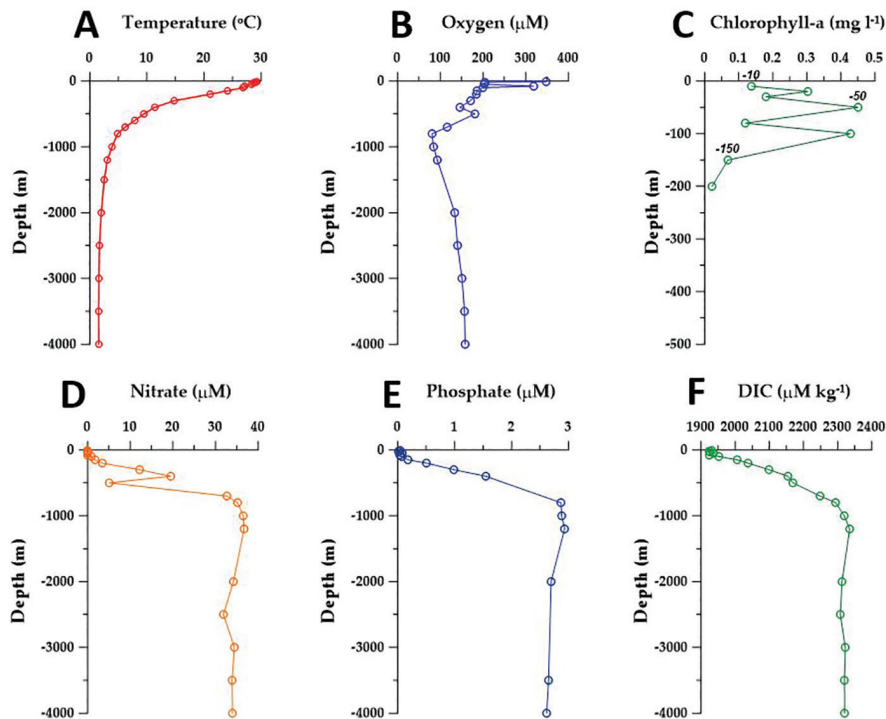 A Temperature (°C)
0 10 20 30
0
-1000
-2000
-3000
-4000
Depth (m)
B Oxygen (µM)
0 100 200 300 400
0
-1000
-2000
-3000
-4000
Depth (m)
C Chlorophyll-a (mg l⁻¹)
0 0.1 0.2 0.3 0.4 0.5
0
-100
-200
-300
-400
-500
Depth (m)
-10
-50
-150
D Nitrate (µM)
0 10 20 30 40
0
-1000
-2000
-3000
-4000
Depth (m)
E Phosphate (µM)
0 1 2 3
0
-1000
-2000
-3000
-4000
Depth (m)
F DIC (µM kg⁻¹)
1900 2000 2100 2200 2300 2400
0
-1000
-2000
-3000
-4000
Depth (m)